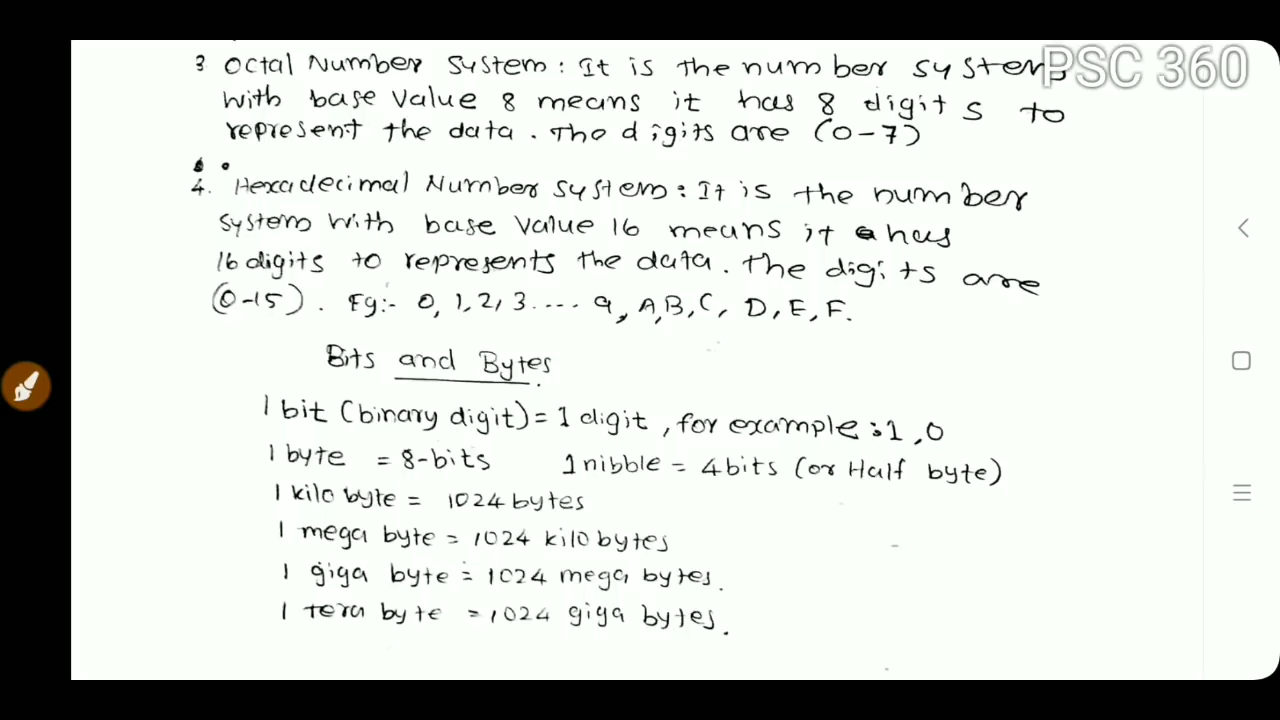 PSC 360
3 Octal Number System: It is the number system
with base value 8 means it has 8 digits to
represent the data. The digits are (0-7)
4. Hexadecimal Number system: It is the number
system with base value 16 means it has
16 digits to represents the data. The digits are
(0-15). Eg:- 0, 1, 2, 3.... 9, A, B, C, D, E, F.
Bits and Bytes
1 bit (binary digit) = 1 digit, for example: 1, 0
1 byte = 8-bits 1 nibble = 4 bits (or Half byte)
1 kilo byte = 1024 bytes
1 mega byte = 1024 kilo bytes
1 giga byte = 1024 mega bytes.
1 tera byte = 1024 giga bytes.